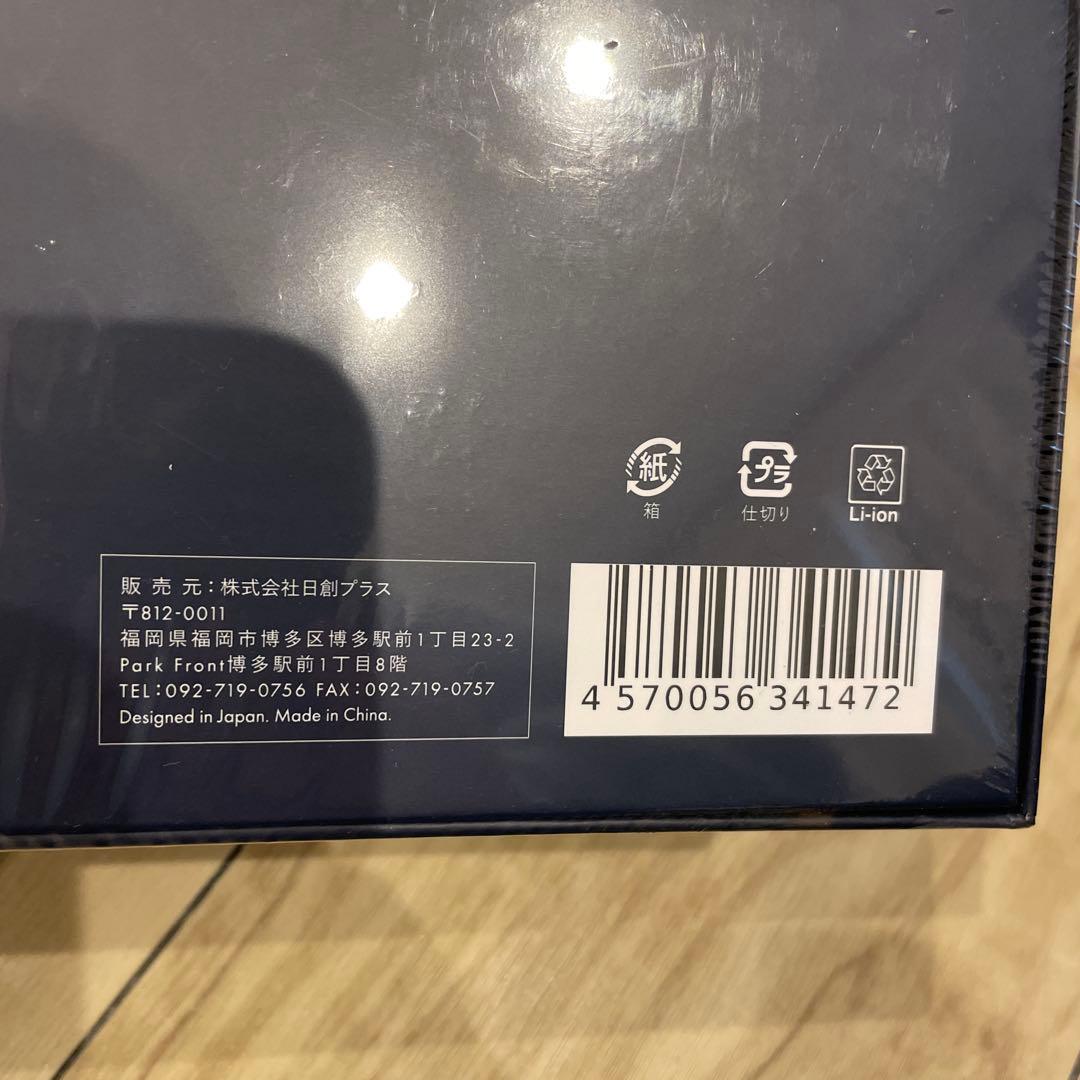 紙
箱
プラ
仕切り
Li-ion
販売元：株式会社日創プラス
〒812-0011
福岡県福岡市博多区博多駅前1丁目23-2
Park Front博多駅前1丁目8階
TEL：092-719-0756 FAX：092-719-0757
Designed in Japan. Made in China.
4 570056 341472